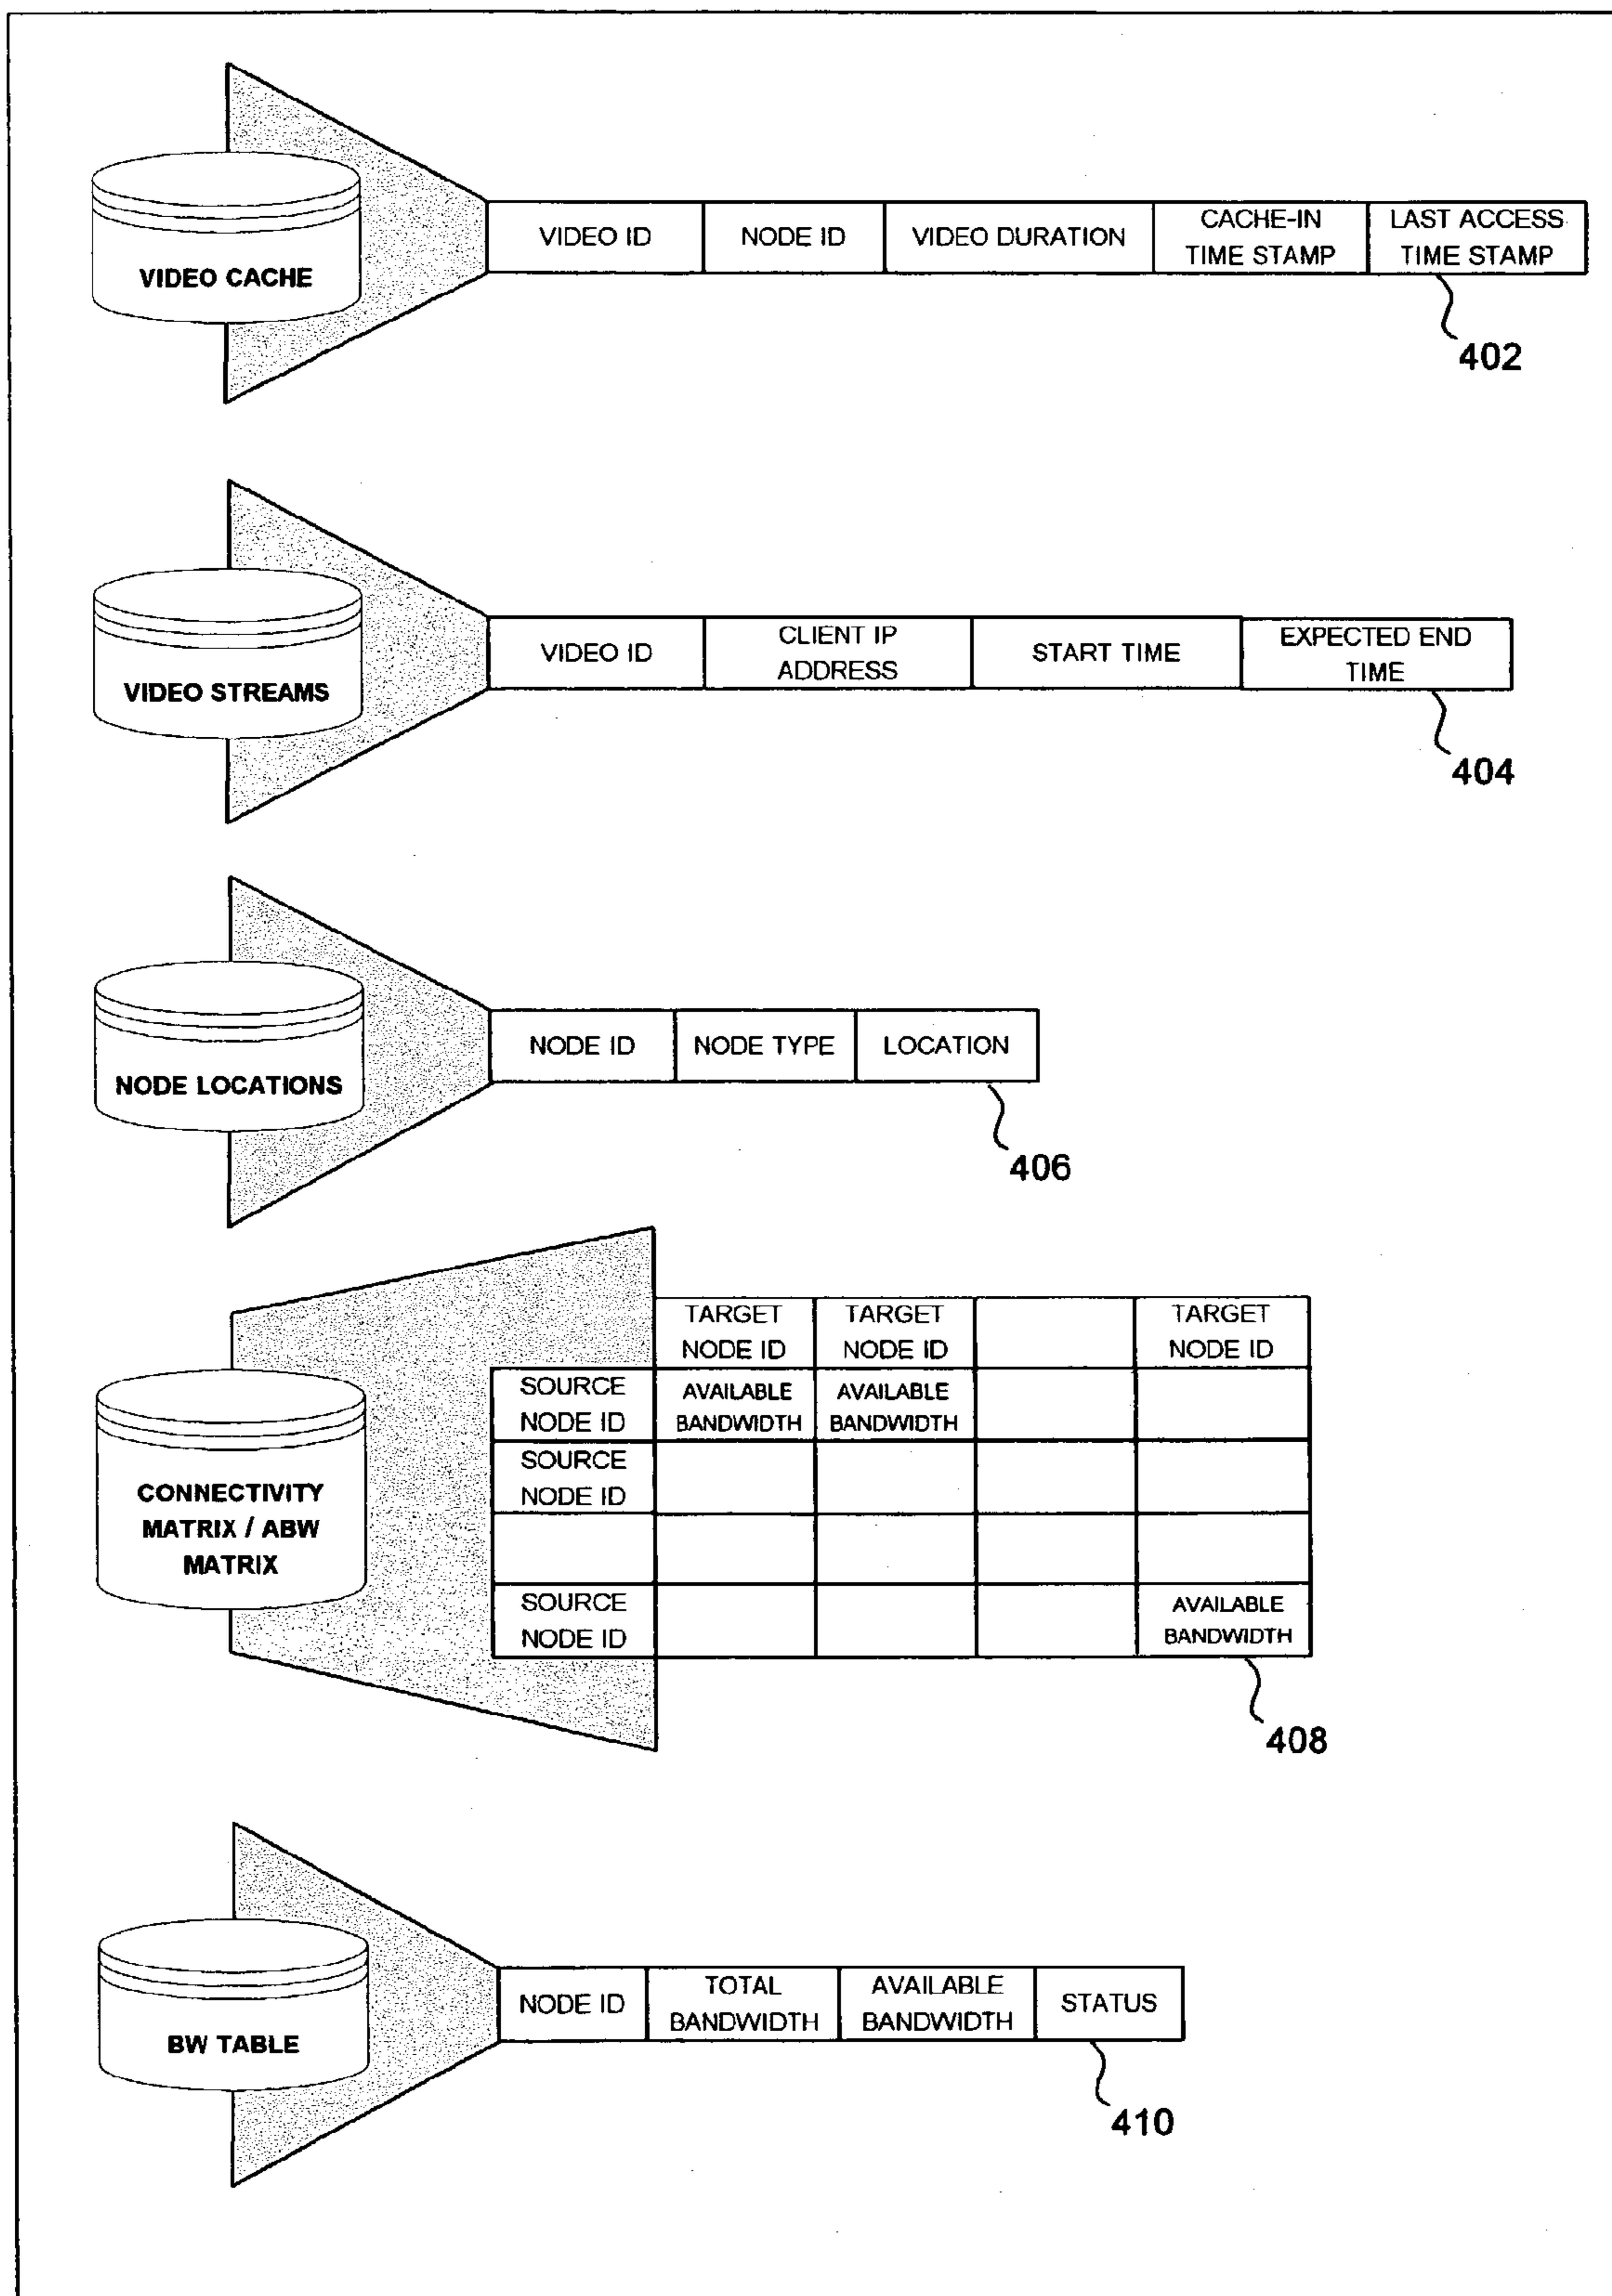 VIDEO CACHE
VIDEO ID
NODE ID
VIDEO DURATION
CACHE-IN
TIME STAMP
LAST ACCESS
TIME STAMP
402
VIDEO STREAMS
VIDEO ID
CLIENT IP
ADDRESS
START TIME
EXPECTED END
TIME
404
NODE LOCATIONS
NODE ID
NODE TYPE
LOCATION
406
CONNECTIVITY
MATRIX / ABW
MATRIX
TARGET
NODE ID
TARGET
NODE ID
TARGET
NODE ID
SOURCE
NODE ID
AVAILABLE
BANDWIDTH
AVAILABLE
BANDWIDTH
SOURCE
NODE ID
SOURCE
NODE ID
AVAILABLE
BANDWIDTH
408
BW TABLE
NODE ID
TOTAL
BANDWIDTH
AVAILABLE
BANDWIDTH
STATUS
410